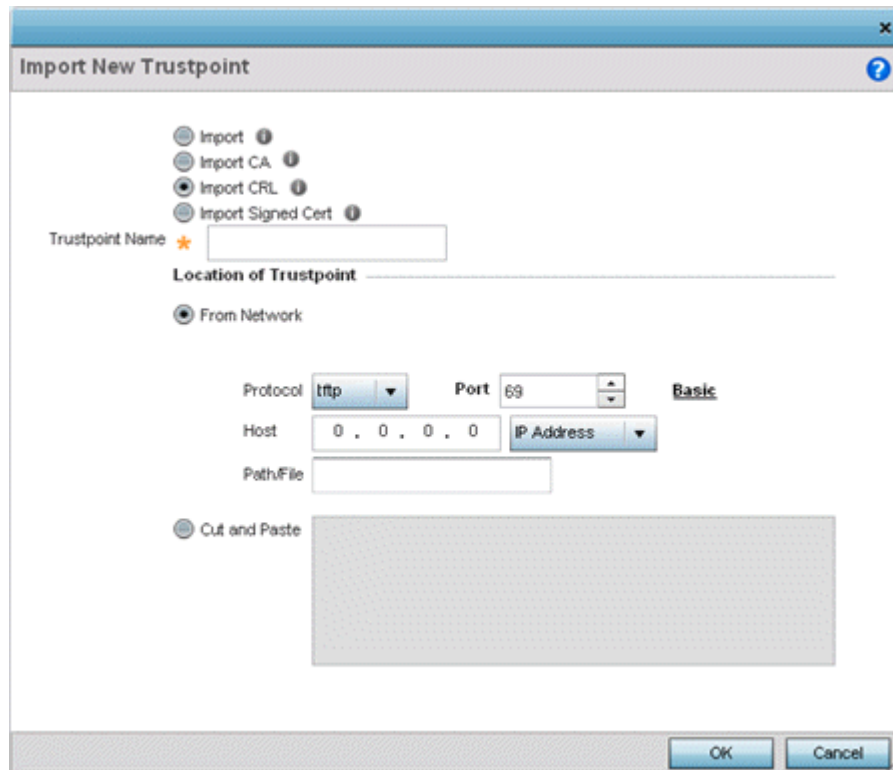 Import New Trustpoint
Import
Import CA
Import CRL
Import Signed Cert
Trustpoint Name *
Location of Trustpoint
From Network
Protocol tftp Port 69 Basic
Host 0 . 0 . 0 . 0 IP Address
Path/File
Cut and Paste
OK Cancel